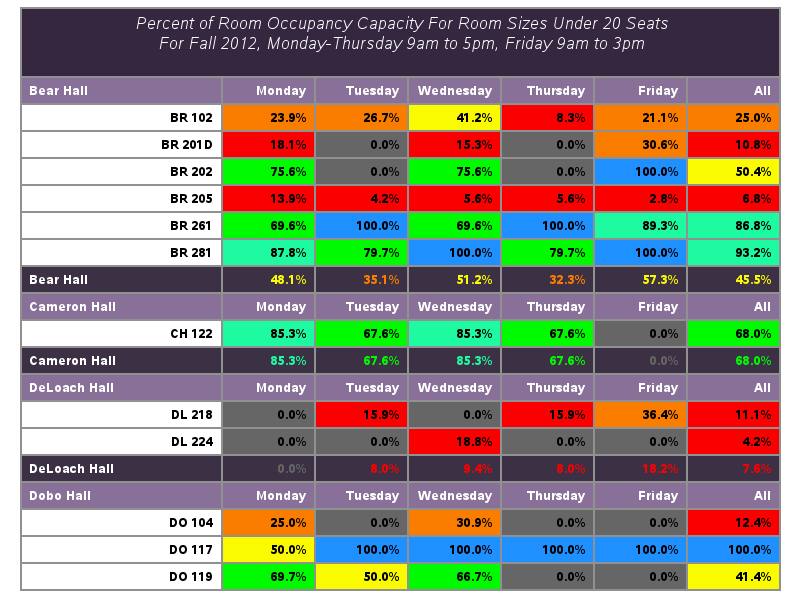 Percent of Room Occupancy Capacity For Room Sizes Under 20 Seats
For Fall 2012, Monday-Thursday 9am to 5pm, Friday 9am to 3pm
Bear Hall Monday Tuesday Wednesday Thursday Friday All
BR 102 23.9% 26.7% 41.2% 8.3% 21.1% 25.0%
BR 201D 18.1% 0.0% 15.3% 0.0% 30.6% 10.8%
BR 202 75.6% 0.0% 75.6% 0.0% 100.0% 50.4%
BR 205 13.9% 4.2% 5.6% 5.6% 2.8% 6.8%
BR 261 69.6% 100.0% 69.6% 100.0% 89.3% 86.8%
BR 281 87.8% 79.7% 100.0% 79.7% 100.0% 93.2%
Bear Hall 48.1% 35.1% 51.2% 32.3% 57.3% 45.5%
Cameron Hall Monday Tuesday Wednesday Thursday Friday All
CH 122 85.3% 67.6% 85.3% 67.6% 0.0% 68.0%
Cameron Hall 85.3% 67.6% 85.3% 67.6% 0.0% 68.0%
DeLoach Hall Monday Tuesday Wednesday Thursday Friday All
DL 218 0.0% 15.9% 0.0% 15.9% 36.4% 11.1%
DL 224 0.0% 0.0% 18.8% 0.0% 0.0% 4.2%
DeLoach Hall 0.0% 8.0% 9.4% 8.0% 18.2% 7.6%
Dobo Hall Monday Tuesday Wednesday Thursday Friday All
DO 104 25.0% 0.0% 30.9% 0.0% 0.0% 12.4%
DO 117 50.0% 100.0% 100.0% 100.0% 100.0% 100.0%
DO 119 69.7% 50.0% 66.7% 0.0% 0.0% 41.4%